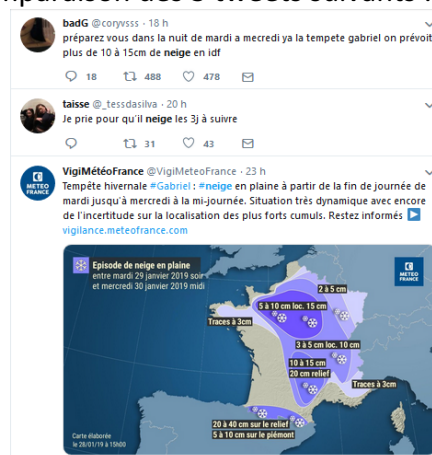 badG @coryvsss · 18 h
préparez vous dans la nuit de mardi a mecredi ya la tempete gabriel on prévoit
plus de 10 à 15cm de neige en idf
18 488 478
taisse @_tessdasilva · 20 h
Je prie pour qu'il neige les 3j à suivre
31 43
VigiMétéoFrance @VigiMeteoFrance · 23 h
Tempête hivernale #Gabriel : #neige en plaine à partir de la fin de journée de
mardi jusqu'à mercredi à la mi-journée. Situation très dynamique avec encore
de l'incertitude sur la localisation des plus forts cumuls. Restez informés
vigilance.meteofrance.com
METEO
FRANCE
Episode de neige en plaine
entre mardi 29 janvier 2019 soir
et mercredi 30 janvier 2019 midi
METEO
FRANCE
2 à 5 cm
5 à 10 cm loc. 15 cm
Traces à 3cm
3 à 5 cm loc. 10 cm
10 à 15 cm
20 cm relief
Traces à 3cm
20 à 40 cm sur le relief
5 à 10 cm sur le piémont
Carte élaborée
le 28/01/19 à 15h00